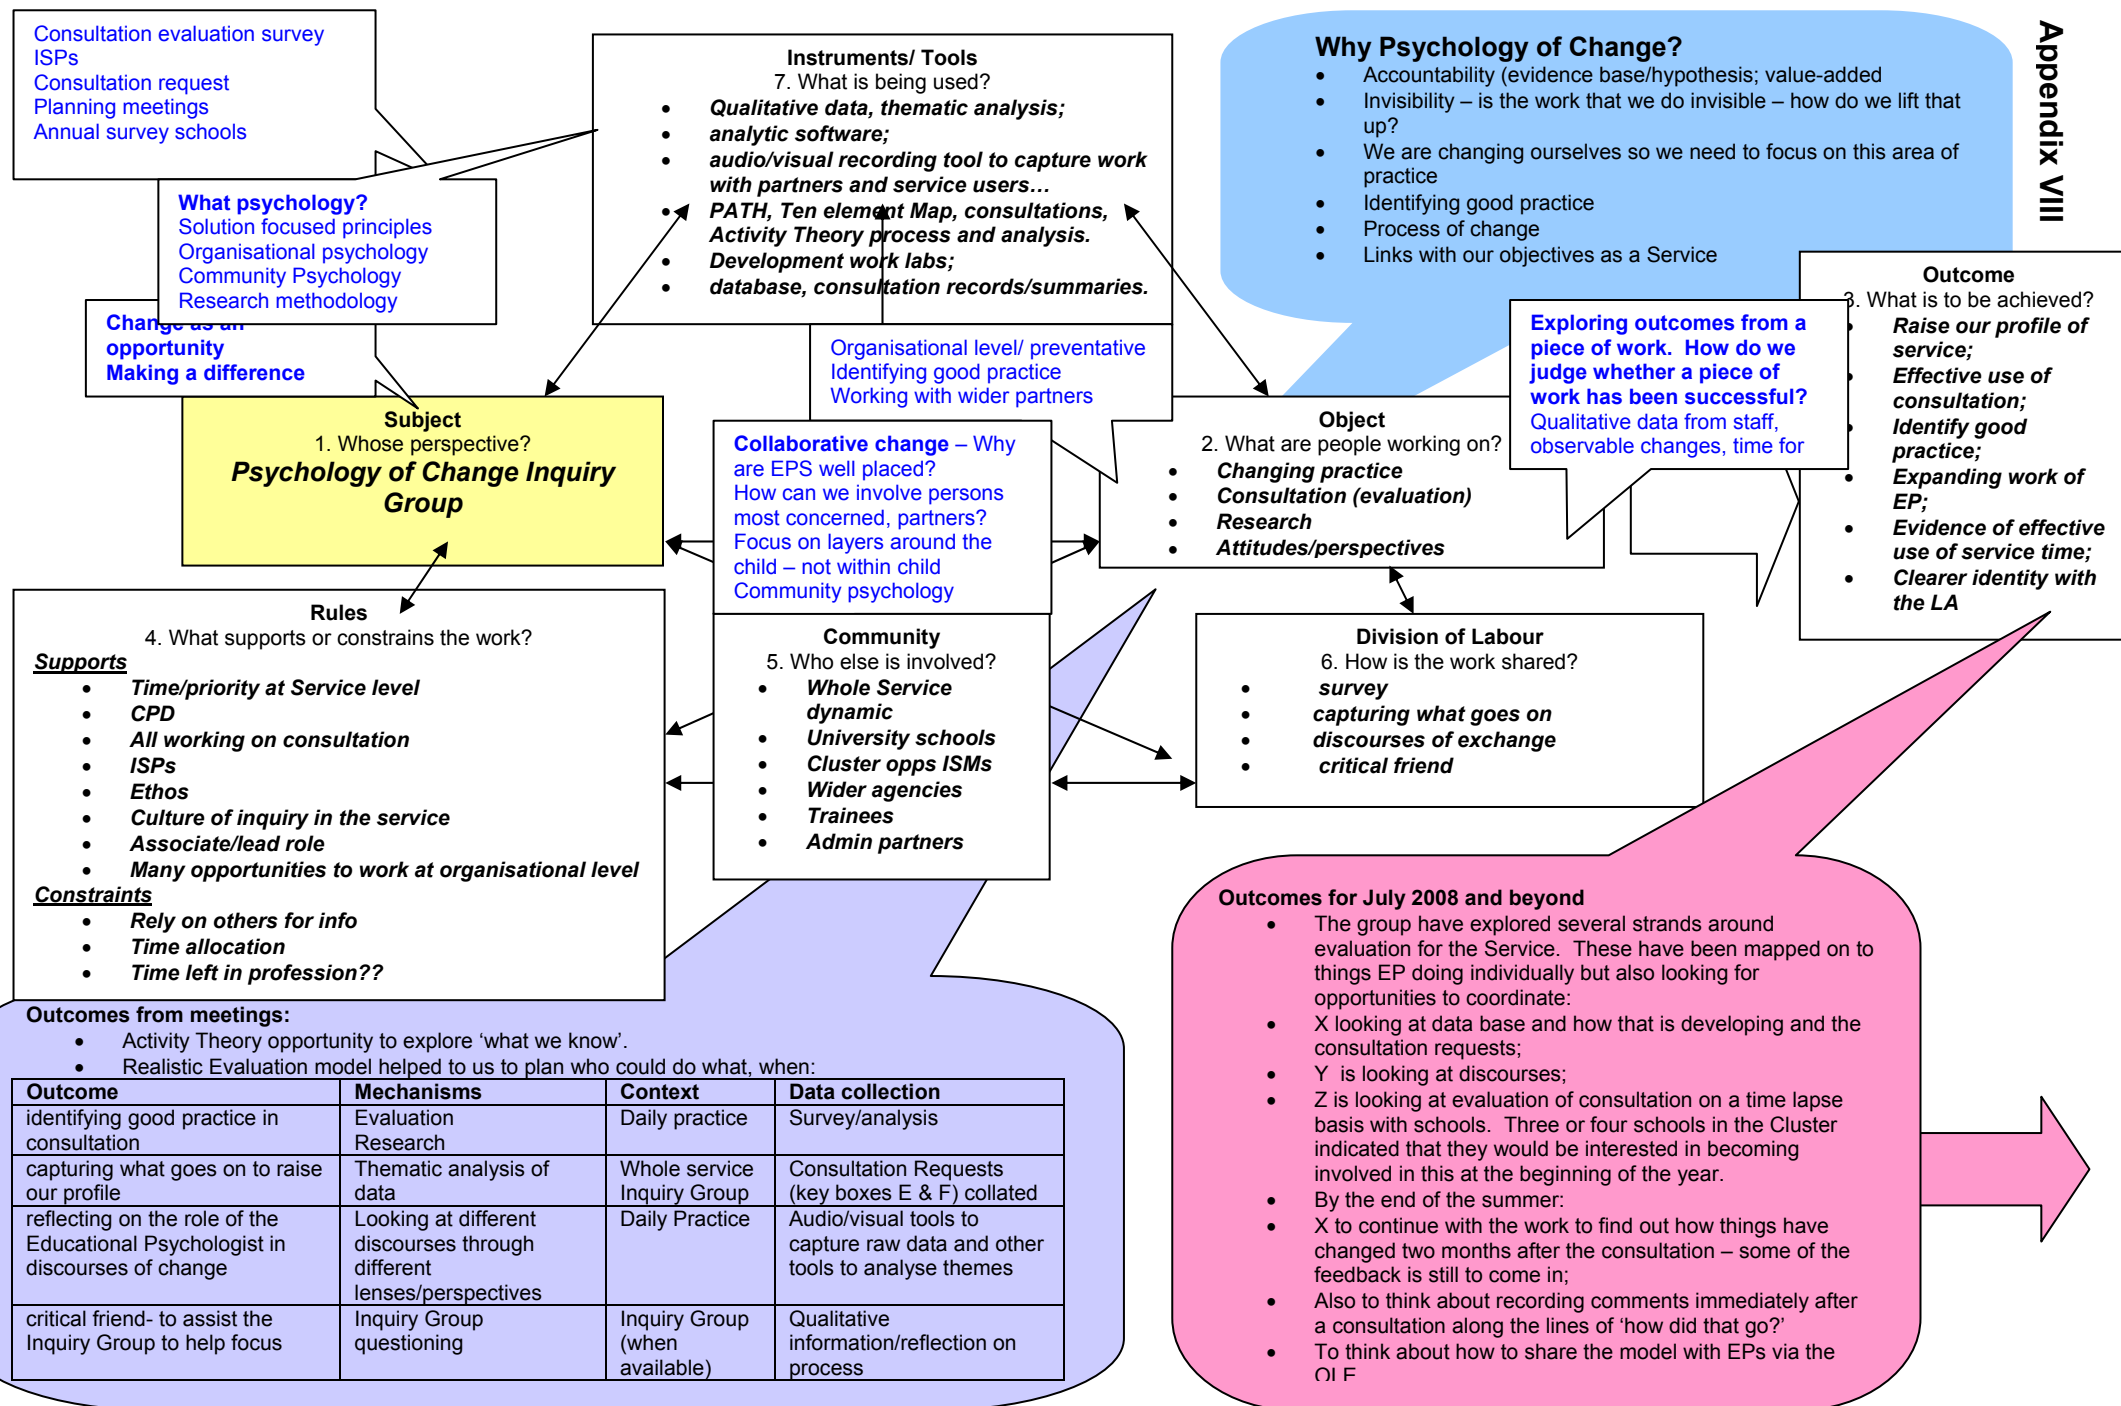 Appendix VIII
Consultation evaluation survey
ISPs
Consultation request
Planning meetings
Annual survey schools
What psychology?
Solution focused principles
Organisational psychology
Community Psychology
Research methodology
Change as an
opportunity
Making a difference
Instruments/ Tools
7. What is being used?
• Qualitative data, thematic analysis;
• analytic software;
• audio/visual recording tool to capture work
with partners and service users…
• PATH, Ten element Map, consultations,
Activity Theory process and analysis.
• Development work labs;
• database, consultation records/summaries.
Why Psychology of Change?
• Accountability (evidence base/hypothesis; value-added
• Invisibility – is the work that we do invisible – how do we lift that
up?
• We are changing ourselves so we need to focus on this area of
practice
• Identifying good practice
• Process of change
• Links with our objectives as a Service
Outcome
3. What is to be achieved?
• Raise our profile of
service;
• Effective use of
consultation;
• Identify good
practice;
• Expanding work of
EP;
• Evidence of effective
use of service time;
• Clearer identity with
the LA
Exploring outcomes from a
piece of work. How do we
judge whether a piece of
work has been successful?
Qualitative data from staff,
observable changes, time for
Organisational level/ preventative
Identifying good practice
Working with wider partners
Subject
1. Whose perspective?
Psychology of Change Inquiry
Group
Collaborative change – Why
are EPS well placed?
How can we involve persons
most concerned, partners?
Focus on layers around the
child – not within child
Community psychology
Object
2. What are people working on?
• Changing practice
• Consultation (evaluation)
• Research
• Attitudes/perspectives
Rules
4. What supports or constrains the work?
Supports
• Time/priority at Service level
• CPD
• All working on consultation
• ISPs
• Ethos
• Culture of inquiry in the service
• Associate/lead role
• Many opportunities to work at organisational level
Constraints
• Rely on others for info
• Time allocation
• Time left in profession??
Community
5. Who else is involved?
• Whole Service
dynamic
• University schools
• Cluster opps ISMs
• Wider agencies
• Trainees
• Admin partners
Division of Labour
6. How is the work shared?
• survey
• capturing what goes on
• discourses of exchange
• critical friend
Outcomes from meetings:
• Activity Theory opportunity to explore ‘what we know’.
• Realistic Evaluation model helped to us to plan who could do what, when:
Outcome Mechanisms Context Data collection
identifying good practice in
consultation
Evaluation
Research
Daily practice
Survey/analysis
capturing what goes on to raise
our profile
Thematic analysis of
data
Whole service
Inquiry Group
Consultation Requests
(key boxes E & F) collated
reflecting on the role of the
Educational Psychologist in
discourses of change
Looking at different
discourses through
different
lenses/perspectives
Daily Practice
Audio/visual tools to
capture raw data and other
tools to analyse themes
critical friend- to assist the
Inquiry Group to help focus
Inquiry Group
questioning
Inquiry Group
(when
available)
Qualitative
information/reflection on
process
Outcomes for July 2008 and beyond
• The group have explored several strands around
evaluation for the Service. These have been mapped on to
things EP doing individually but also looking for
opportunities to coordinate:
• X looking at data base and how that is developing and the
consultation requests;
• Y is looking at discourses;
• Z is looking at evaluation of consultation on a time lapse
basis with schools. Three or four schools in the Cluster
indicated that they would be interested in becoming
involved in this at the beginning of the year.
• By the end of the summer:
• X to continue with the work to find out how things have
changed two months after the consultation – some of the
feedback is still to come in;
• Also to think about recording comments immediately after
a consultation along the lines of ‘how did that go?’
• To think about how to share the model with EPs via the